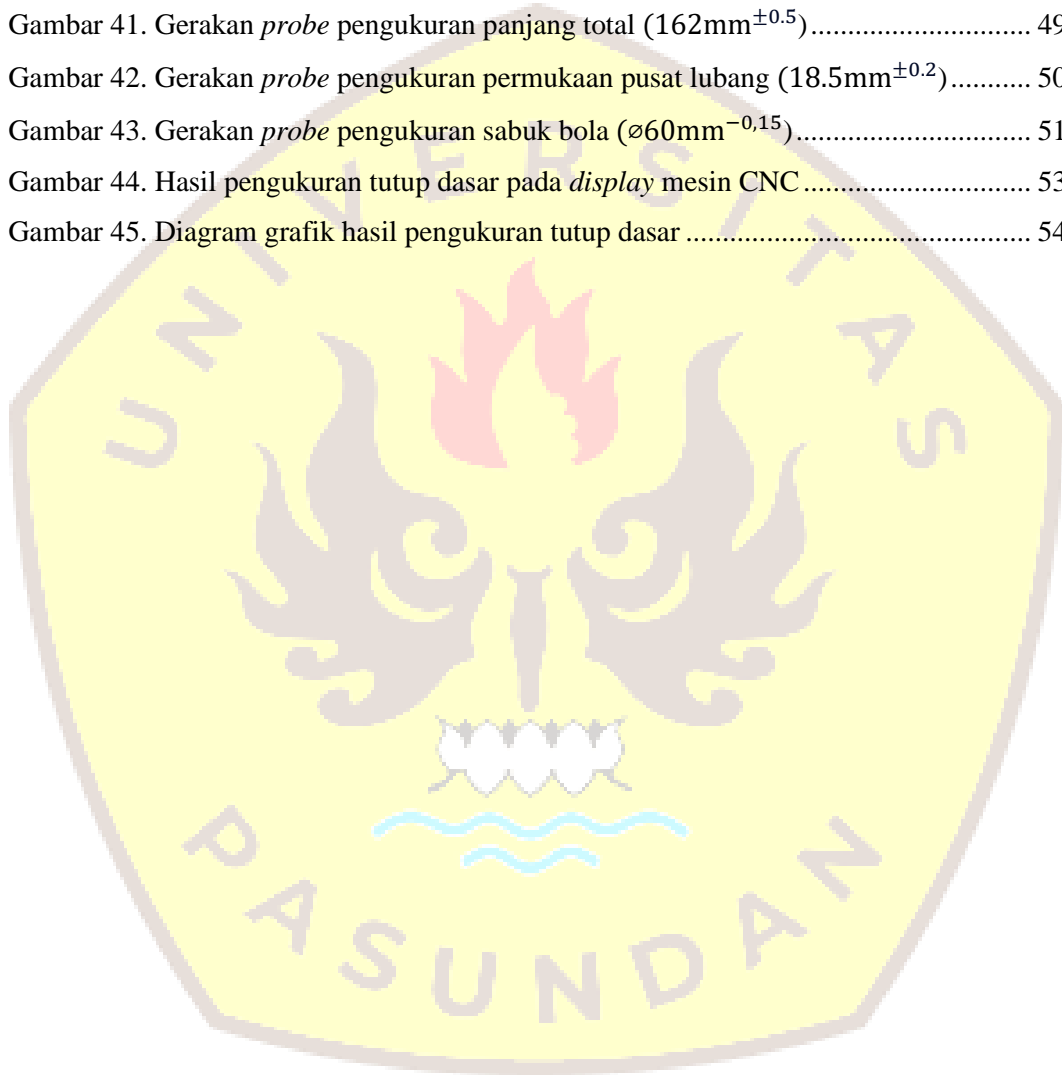 Gambar 41. Gerakan probe pengukuran panjang total (162mm±0.5)............................... 49
Gambar 42. Gerakan probe pengukuran permukaan pusat lubang (18.5mm±0.2)........... 50
Gambar 43. Gerakan probe pengukuran sabuk bola (⌀60mm−0,15)................................. 51
Gambar 44. Hasil pengukuran tutup dasar pada display mesin CNC................................ 53
Gambar 45. Diagram grafik hasil pengukuran tutup dasar ................................................ 54
UNIVERSITAS
PASUNDAN